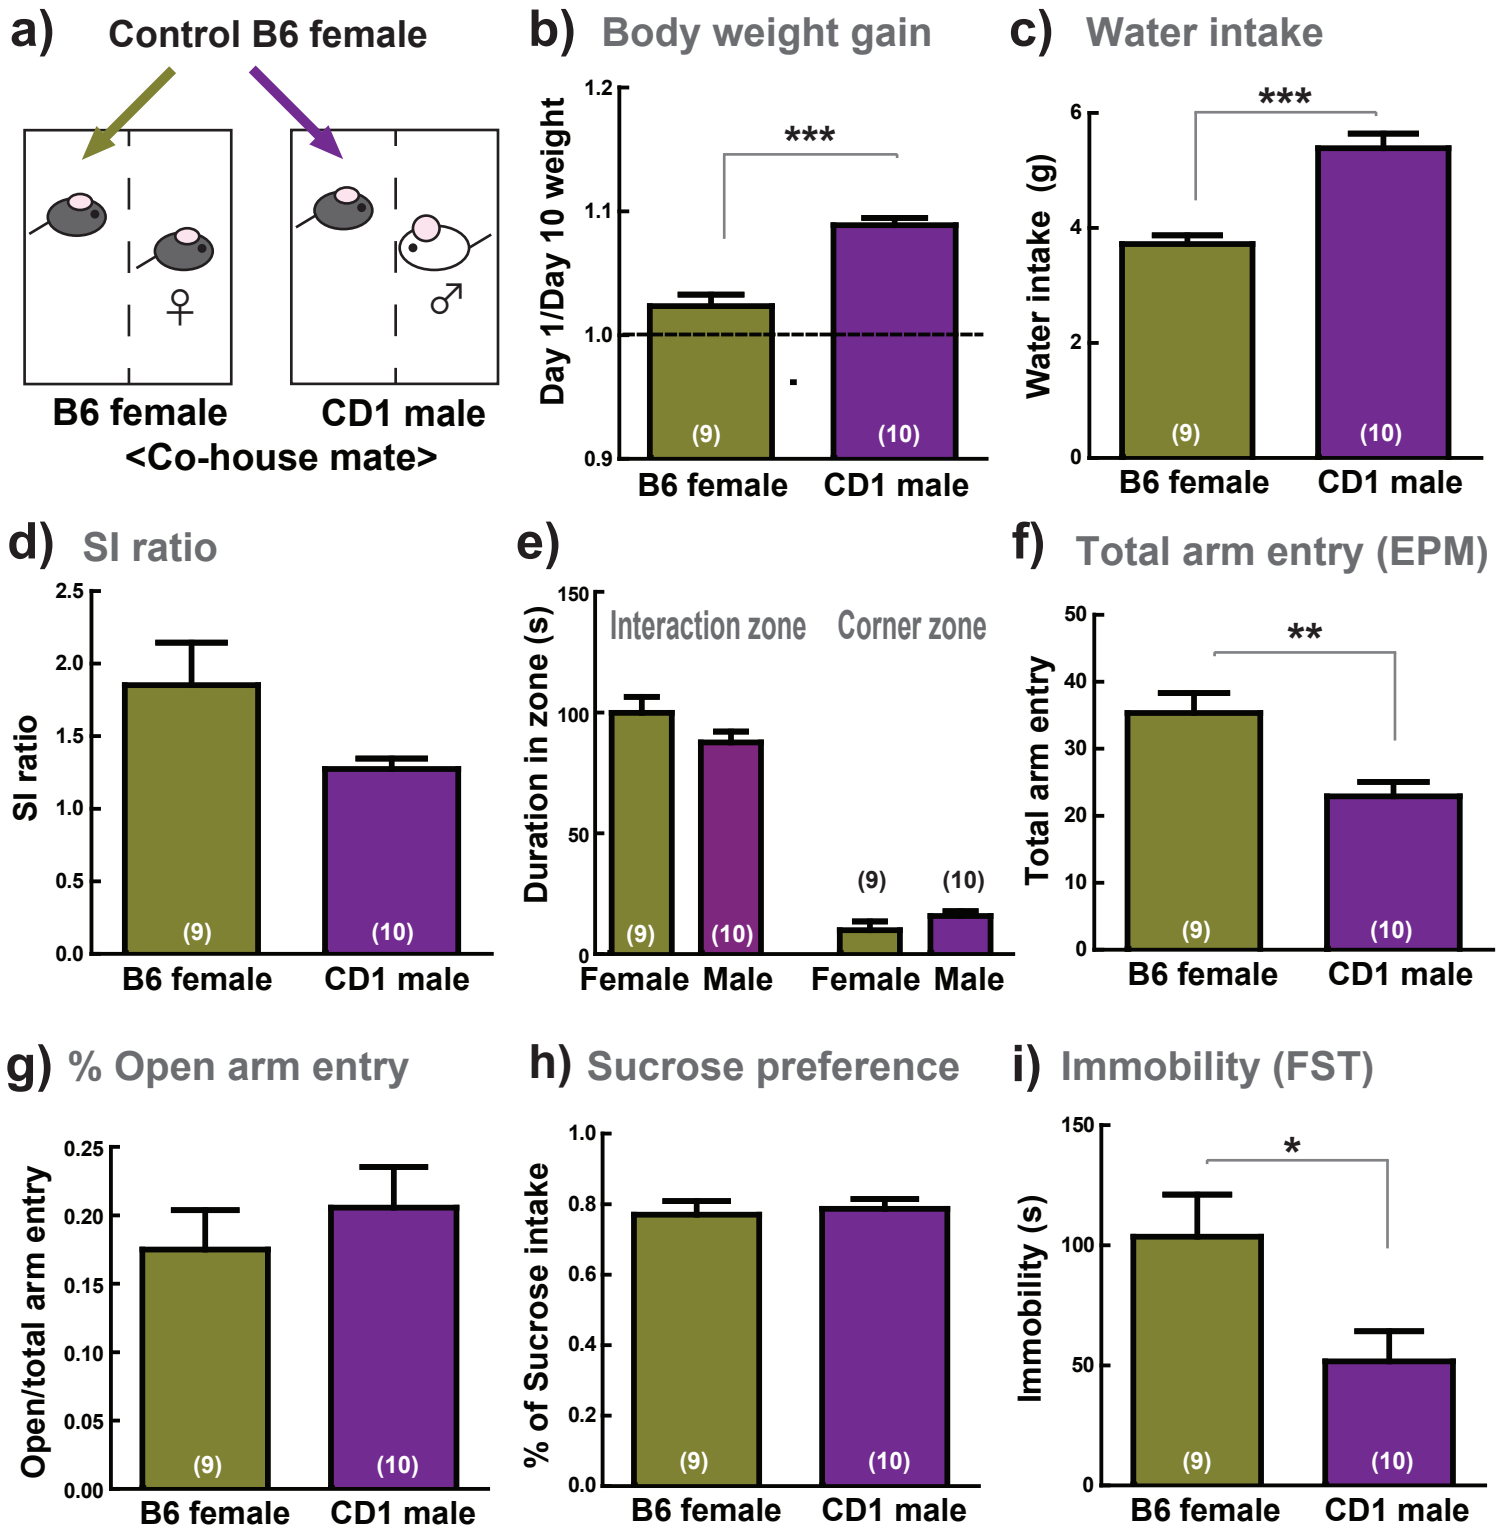 a) Control B6 female
♀
♂
B6 female CD1 male
<Co-house mate>
b) Body weight gain
Day 1/Day 10 weight
1.2
1.1
1.0
0.9
***
(9) (10)
B6 female CD1 male
c) Water intake
Water intake (g)
6
4
2
0
***
(9) (10)
B6 female CD1 male
d) SI ratio
SI ratio
2.5
2.0
1.5
1.0
0.5
0.0
(9) (10)
B6 female CD1 male
e)
Duration in zone (s)
150
100
50
0
Interaction zone Corner zone
(9) (10) (9) (10)
Female Male Female Male
f) Total arm entry (EPM)
Total arm entry
50
40
30
20
10
0
**
(9) (10)
B6 female CD1 male
g) % Open arm entry
Open/total arm entry
0.25
0.20
0.15
0.10
0.05
0.00
(9) (10)
B6 female CD1 male
h) Sucrose preference
% of Sucrose intake
1.0
0.8
0.6
0.4
0.2
0.0
(9) (10)
B6 female CD1 male
i) Immobility (FST)
Immobility (s)
150
100
50
0
*
(9) (10)
B6 female CD1 male